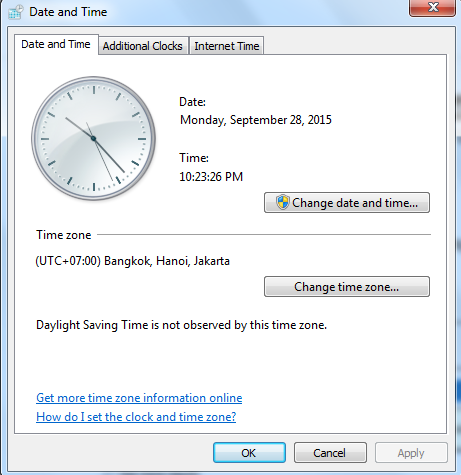 Date and Time
Date and Time Additional Clocks Internet Time
Date:
Monday, September 28, 2015
Time:
10:23:26 PM
Change date and time...
Time zone
(UTC+07:00) Bangkok, Hanoi, Jakarta
Change time zone...
Daylight Saving Time is not observed by this time zone.
Get more time zone information online
How do I set the clock and time zone?
OK Cancel Apply